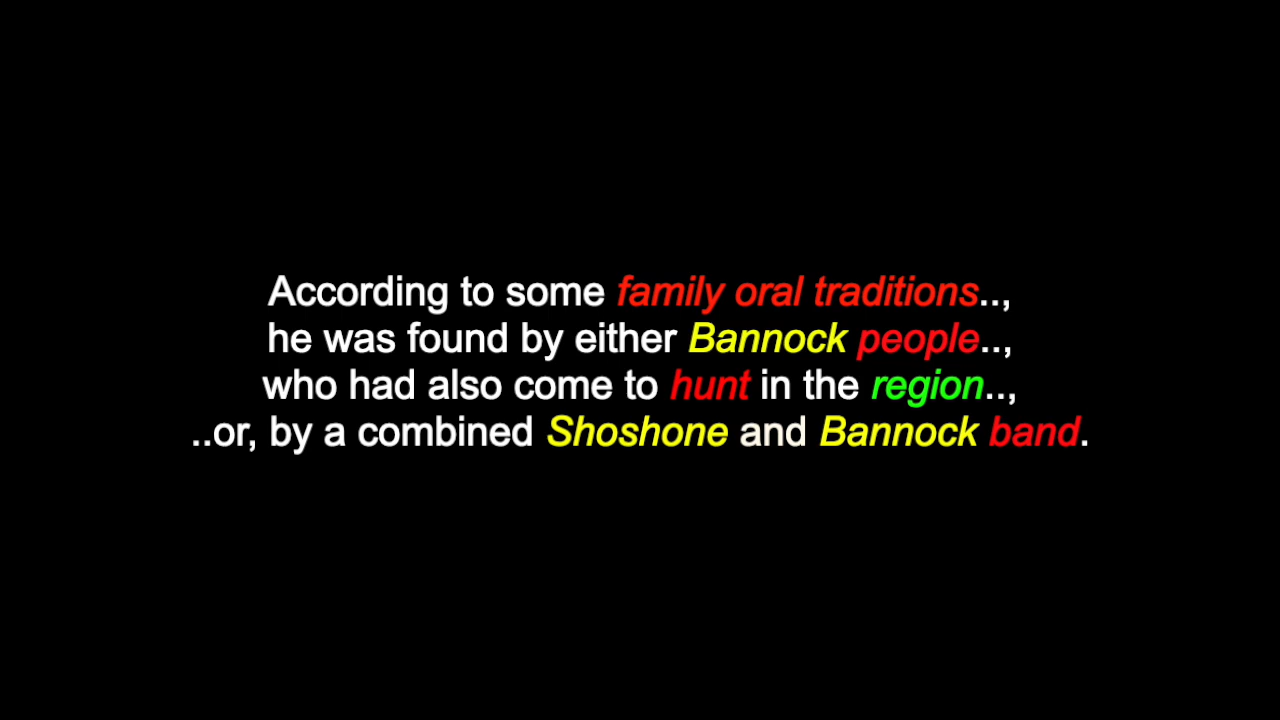 According to some family oral traditions..,
he was found by either Bannock people..,
who had also come to hunt in the region..,
..or, by a combined Shoshone and Bannock band.